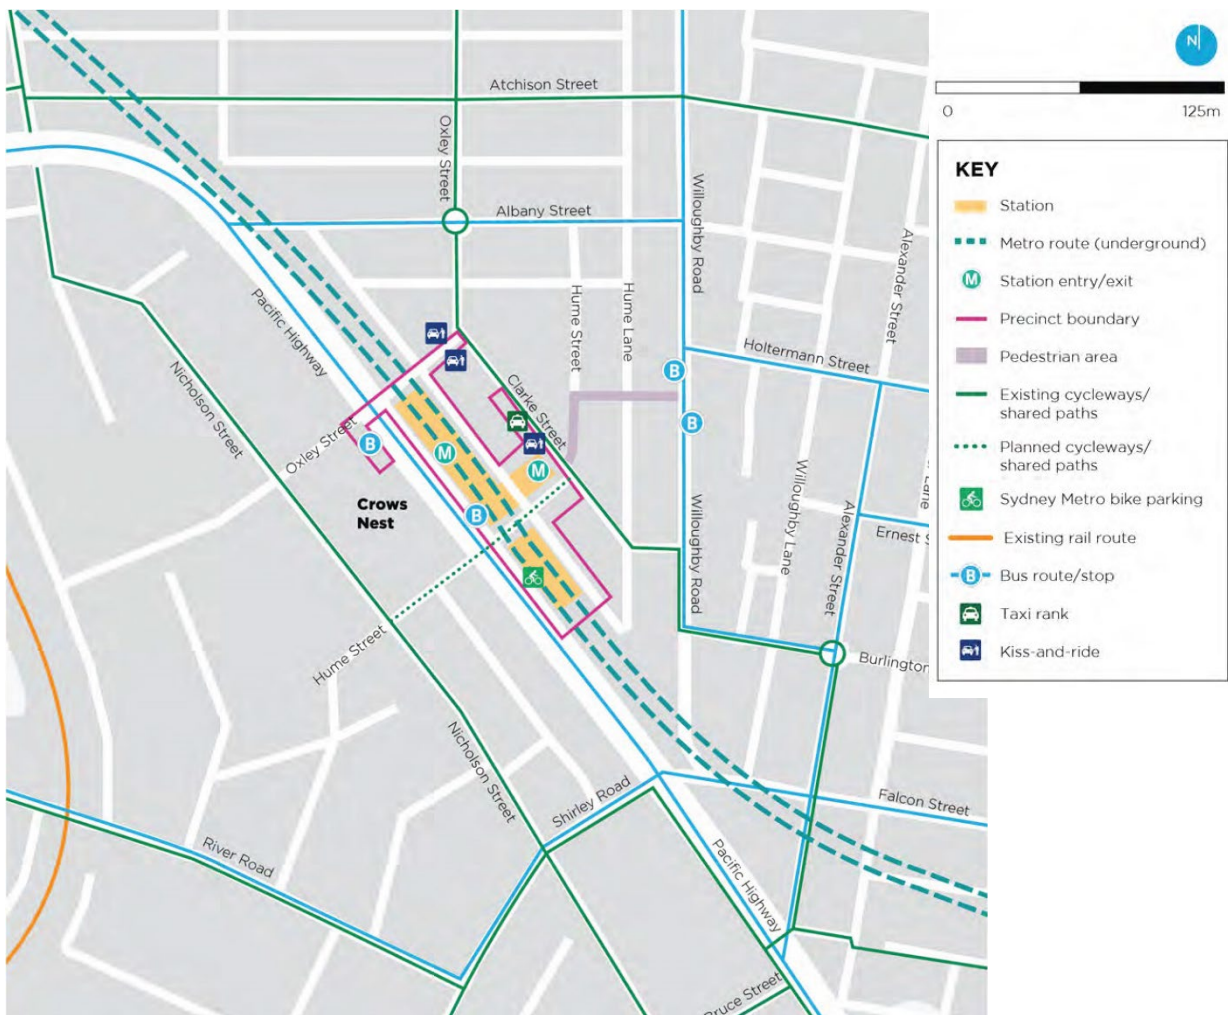 Atchison Street
Oxley Street
Albany Street
Willoughby Road
Alexander Street
Hume Street
Hume Lane
Pacific Highway
Holtermann Street
Nicholson Street
Clarke Street
Oxley Street
B
B
B
M
M
B
Crows
Nest
Willoughby Road
Willoughby Lane
Alexander Street
Lane
Ernest S
Hume Street
Burlington
Nicholson Street
Shirley Road
Falcon Street
River Road
Pacific Highway
Bruce Street
N
0
125m
KEY
Station
Metro route (underground)
M Station entry/exit
Precinct boundary
Pedestrian area
Existing cycleways/
shared paths
Planned cycleways/
shared paths
Sydney Metro bike parking
Existing rail route
B Bus route/stop
Taxi rank
Kiss-and-ride